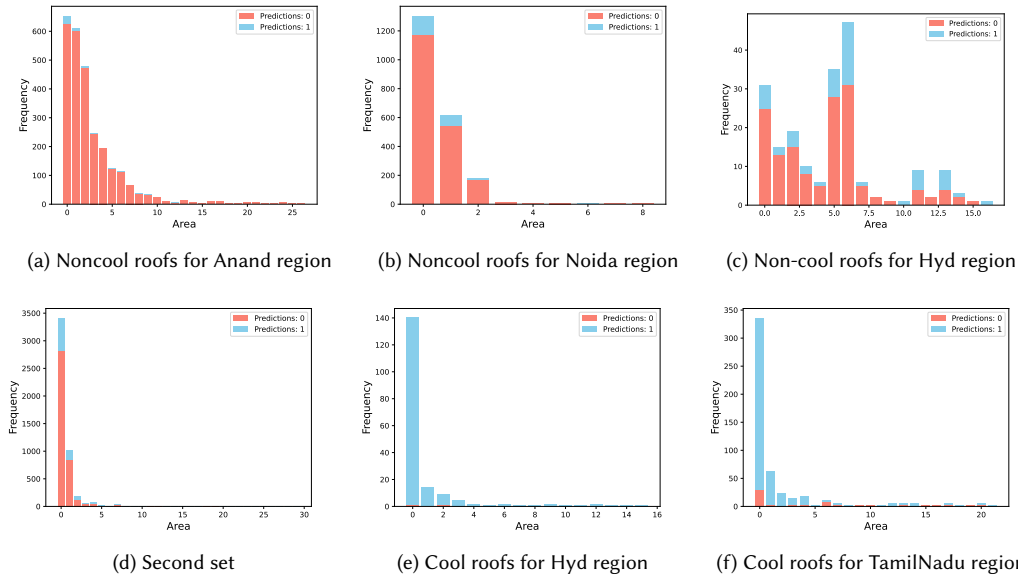 Predictions: 0
Predictions: 1
600
500
400
300
200
100
0
Frequency
0 5 10 15 20 25
Area
(a) Noncool roofs for Anand region
Predictions: 0
Predictions: 1
1200
1000
800
600
400
200
0
Frequency
0 2 4 6 8
Area
(b) Noncool roofs for Noida region
Predictions: 0
Predictions: 1
40
30
20
10
0
Frequency
0.0 2.5 5.0 7.5 10.0 12.5 15.0
Area
(c) Non-cool roofs for Hyd region
Predictions: 0
Predictions: 1
3500
3000
2500
2000
1500
1000
500
0
Frequency
0 5 10 15 20 25 30
Area
(d) Second set
Predictions: 0
Predictions: 1
140
120
100
80
60
40
20
0
Frequency
0 2 4 6 8 10 12 14 16
Area
(e) Cool roofs for Hyd region
Predictions: 0
Predictions: 1
350
300
250
200
150
100
50
0
Frequency
0 5 10 15 20
Area
(f) Cool roofs for TamilNadu region